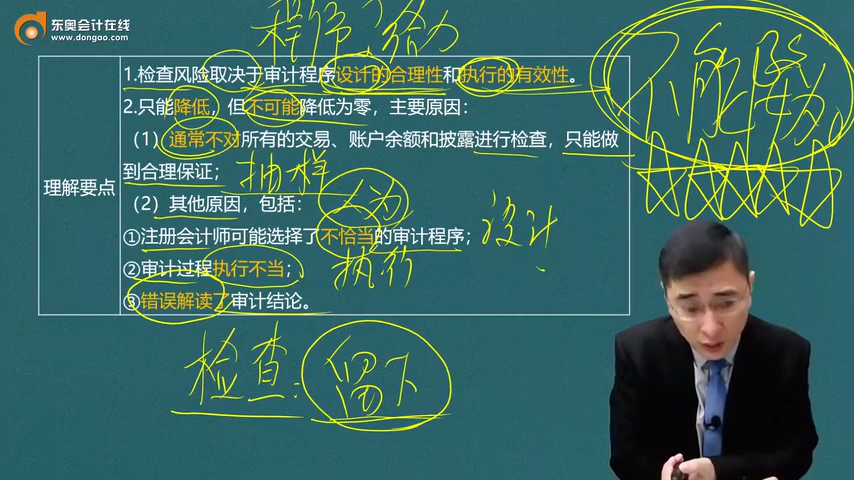 东奥会计在线
www.dongao.com
程序、努力
不能降为
理解要点
1.检查风险取决于审计程序设计的合理性和执行的有效性。
2.只能降低，但不可能降低为零，主要原因：
（1）通常不对所有的交易、账户余额和披露进行检查，只能做
到合理保证；
抽样
（2）其他原因，包括：
人为
①注册会计师可能选择了不恰当的审计程序；
设计
②审计过程执行不当；
执行
③错误解读了审计结论。
检查：留下